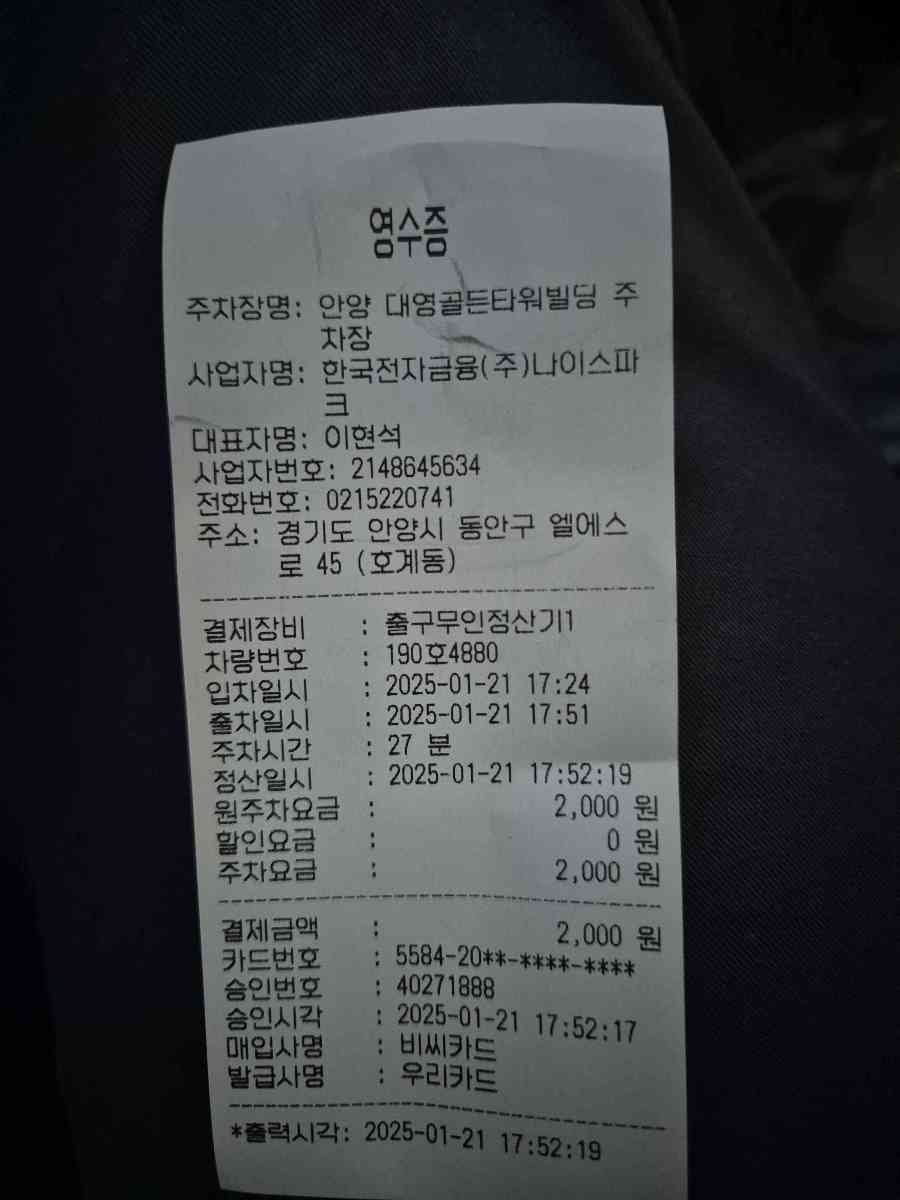 영수증
주차장명: 안양 대영골든타워빌딩 주
차장
사업자명: 한국전자금융(주)나이스파
크
대표자명: 이현석
사업자번호: 2148645634
전화번호: 0215220741
주소: 경기도 안양시 동안구 엘에스
로 45 (호계동)
결제장비 : 출구무인정산기1
차량번호 : 190호4880
입차일시 : 2025-01-21 17:24
출차일시 : 2025-01-21 17:51
주차시간 : 27 분
정산일시 : 2025-01-21 17:52:19
원주차요금 : 2,000 원
할인요금 : 0 원
주차요금 : 2,000 원
결제금액 : 2,000 원
카드번호 : 5584-20**-****-****
승인번호 : 40271888
승인시각 : 2025-01-21 17:52:17
매입사명 : 비씨카드
발급사명 : 우리카드
*출력시각: 2025-01-21 17:52:19